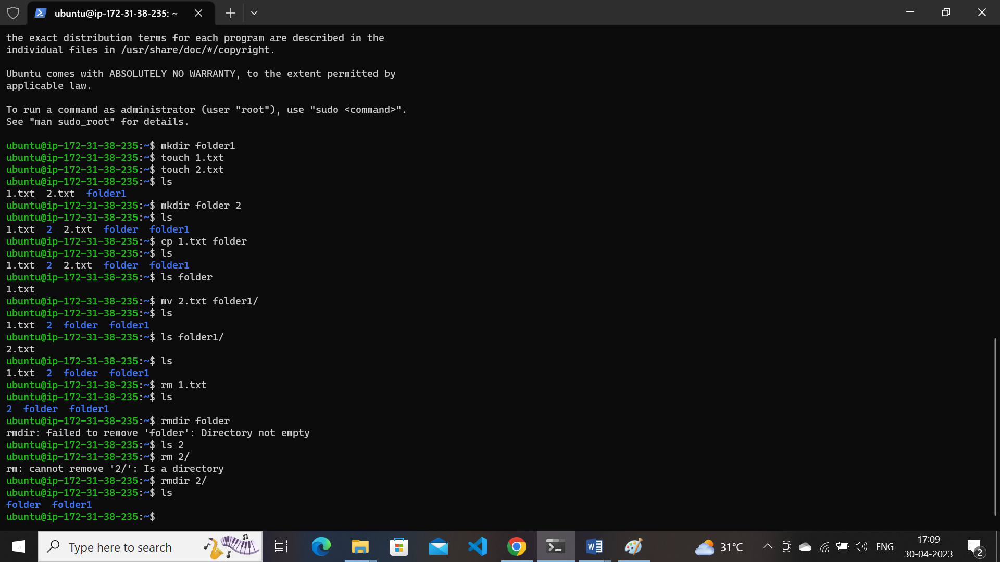 ubuntu@ip-172-31-38-235: ~
the exact distribution terms for each program are described in the
individual files in /usr/share/doc/*/copyright.
Ubuntu comes with ABSOLUTELY NO WARRANTY, to the extent permitted by
applicable law.
To run a command as administrator (user "root"), use "sudo <command>".
See "man sudo_root" for details.
ubuntu@ip-172-31-38-235:~$ mkdir folder1
ubuntu@ip-172-31-38-235:~$ touch 1.txt
ubuntu@ip-172-31-38-235:~$ touch 2.txt
ubuntu@ip-172-31-38-235:~$ ls
1.txt  2.txt  folder1
ubuntu@ip-172-31-38-235:~$ mkdir folder 2
ubuntu@ip-172-31-38-235:~$ ls
1.txt  2  2.txt  folder  folder1
ubuntu@ip-172-31-38-235:~$ cp 1.txt folder
ubuntu@ip-172-31-38-235:~$ ls
1.txt  2  2.txt  folder  folder1
ubuntu@ip-172-31-38-235:~$ ls folder
1.txt
ubuntu@ip-172-31-38-235:~$ mv 2.txt folder1/
ubuntu@ip-172-31-38-235:~$ ls
1.txt  2  folder  folder1
ubuntu@ip-172-31-38-235:~$ ls folder1/
2.txt
ubuntu@ip-172-31-38-235:~$ ls
1.txt  2  folder  folder1
ubuntu@ip-172-31-38-235:~$ rm 1.txt
ubuntu@ip-172-31-38-235:~$ ls
2  folder  folder1
ubuntu@ip-172-31-38-235:~$ rmdir folder
rmdir: failed to remove 'folder': Directory not empty
ubuntu@ip-172-31-38-235:~$ ls 2
ubuntu@ip-172-31-38-235:~$ rm 2/
rm: cannot remove '2/': Is a directory
ubuntu@ip-172-31-38-235:~$ rmdir 2/
ubuntu@ip-172-31-38-235:~$ ls
folder  folder1
ubuntu@ip-172-31-38-235:~$
Type here to search
31°C
ENG
17:09
30-04-2023
2